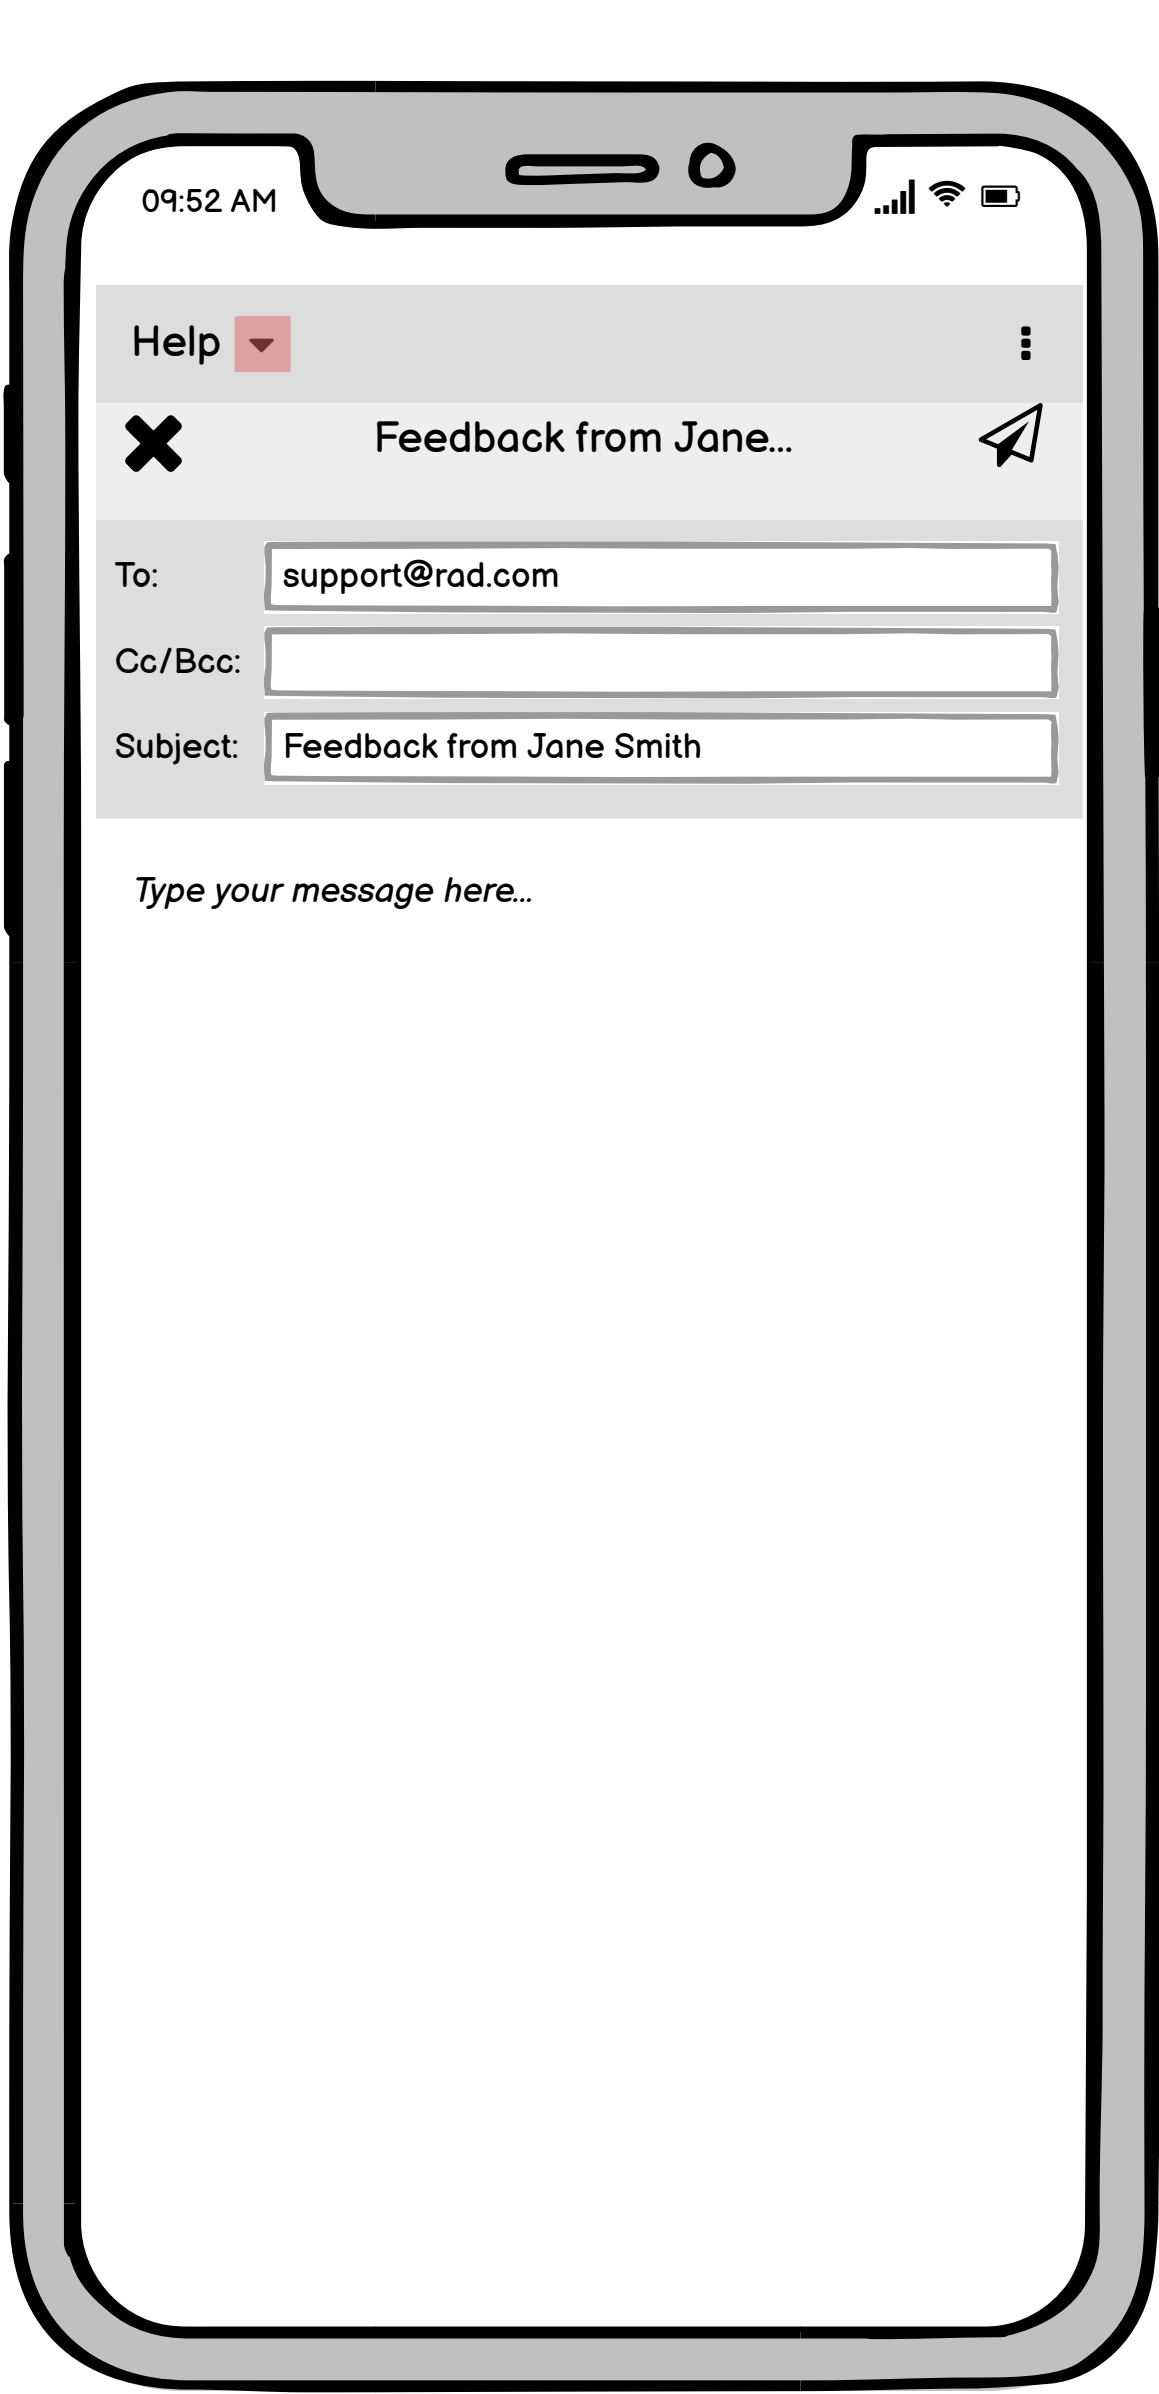 09:52 AM
Help
Feedback from Jane...
To: support@rad.com
Cc/Bcc:
Subject: Feedback from Jane Smith
Type your message here...